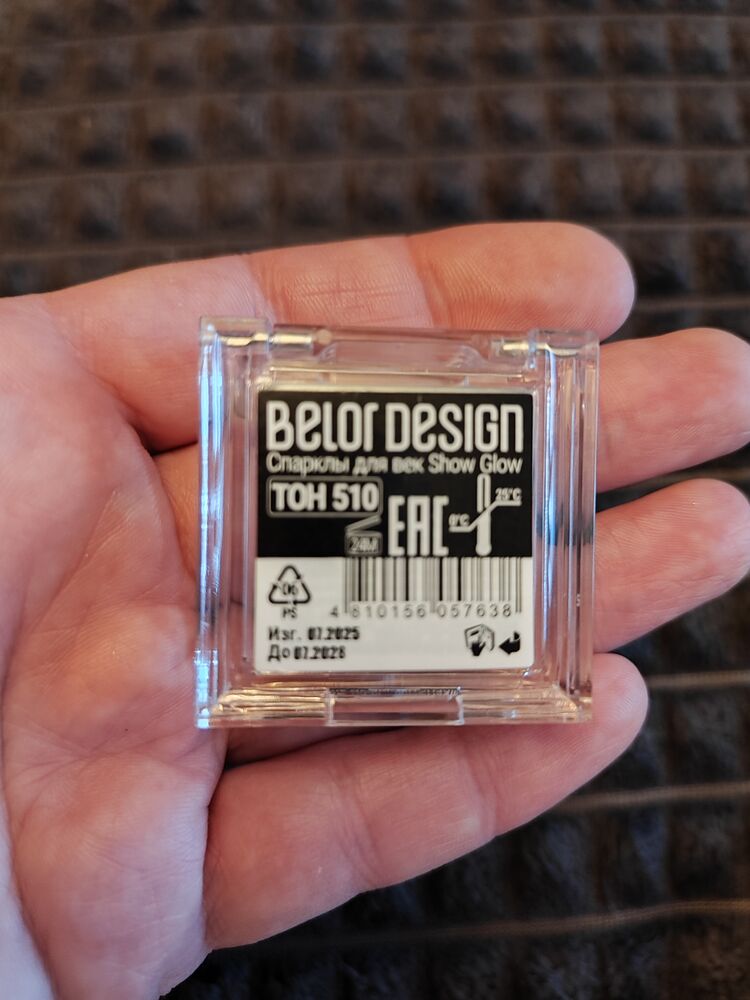 BELOR DESIGN
Спарклы для век Show Glow
ТОН 510
25°C
0°C
EAC
24M
06
PS
4 810156 057638
Изг. 07.2025
До 07.2028